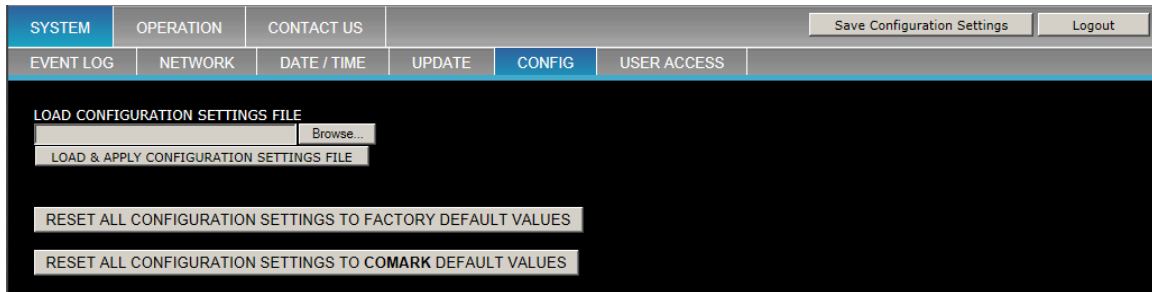 SYSTEM OPERATION CONTACT US Save Configuration Settings Logout
EVENT LOG NETWORK DATE / TIME UPDATE CONFIG USER ACCESS
LOAD CONFIGURATION SETTINGS FILE
Browse...
LOAD & APPLY CONFIGURATION SETTINGS FILE
RESET ALL CONFIGURATION SETTINGS TO FACTORY DEFAULT VALUES
RESET ALL CONFIGURATION SETTINGS TO COMARK DEFAULT VALUES